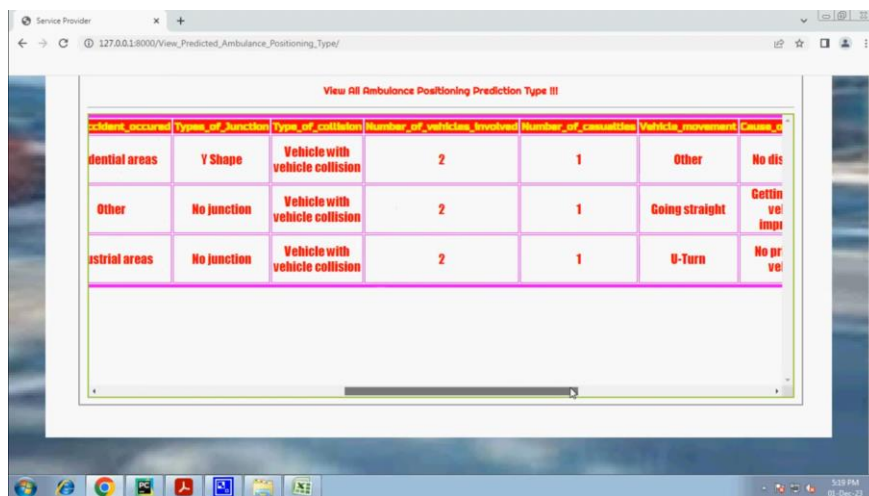 Service Provider
127.0.0.1:8000/View_Predicted_Ambulance_Positioning_Type/
View All Ambulance Positioning Prediction Type !!!
ccident_occured Types_of_Junction Type_of_collision Number_of_vehicles_involved Number_of_casualties Vehicle_movement Cause_o
dential areas Y Shape Vehicle with vehicle collision 2 1 Other No dis
Other No junction Vehicle with vehicle collision 2 1 Going straight Gettin vel impr
ustrial areas No junction Vehicle with vehicle collision 2 1 U-Turn No pr vel
5:19 PM
01-Dec-23